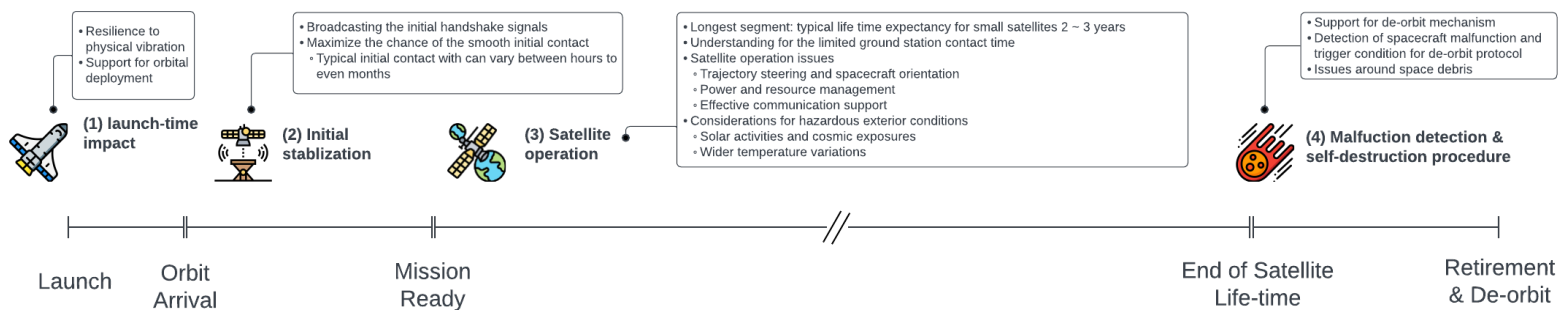 • Resilience to
physical vibration
• Support for orbital
deployment
(1) launch-time
impact
• Broadcasting the initial handshake signals
• Maximize the chance of the smooth initial contact
◦ Typical initial contact with can vary between hours to
even months
(2) Initial
stablization
(3) Satellite
operation
• Longest segment: typical life time expectancy for small satellites 2 ~ 3 years
• Understanding for the limited ground station contact time
• Satellite operation issues
◦ Trajectory steering and spacecraft orientation
◦ Power and resource management
◦ Effective communication support
• Considerations for hazardous exterior conditions
◦ Solar activities and cosmic exposures
◦ Wider temperature variations
• Support for de-orbit mechanism
• Detection of spacecraft malfunction and
trigger condition for de-orbit protocol
• Issues around space debris
(4) Malfuction detection &
self-destruction procedure
Launch
Orbit
Arrival
Mission
Ready
End of Satellite
Life-time
Retirement
& De-orbit